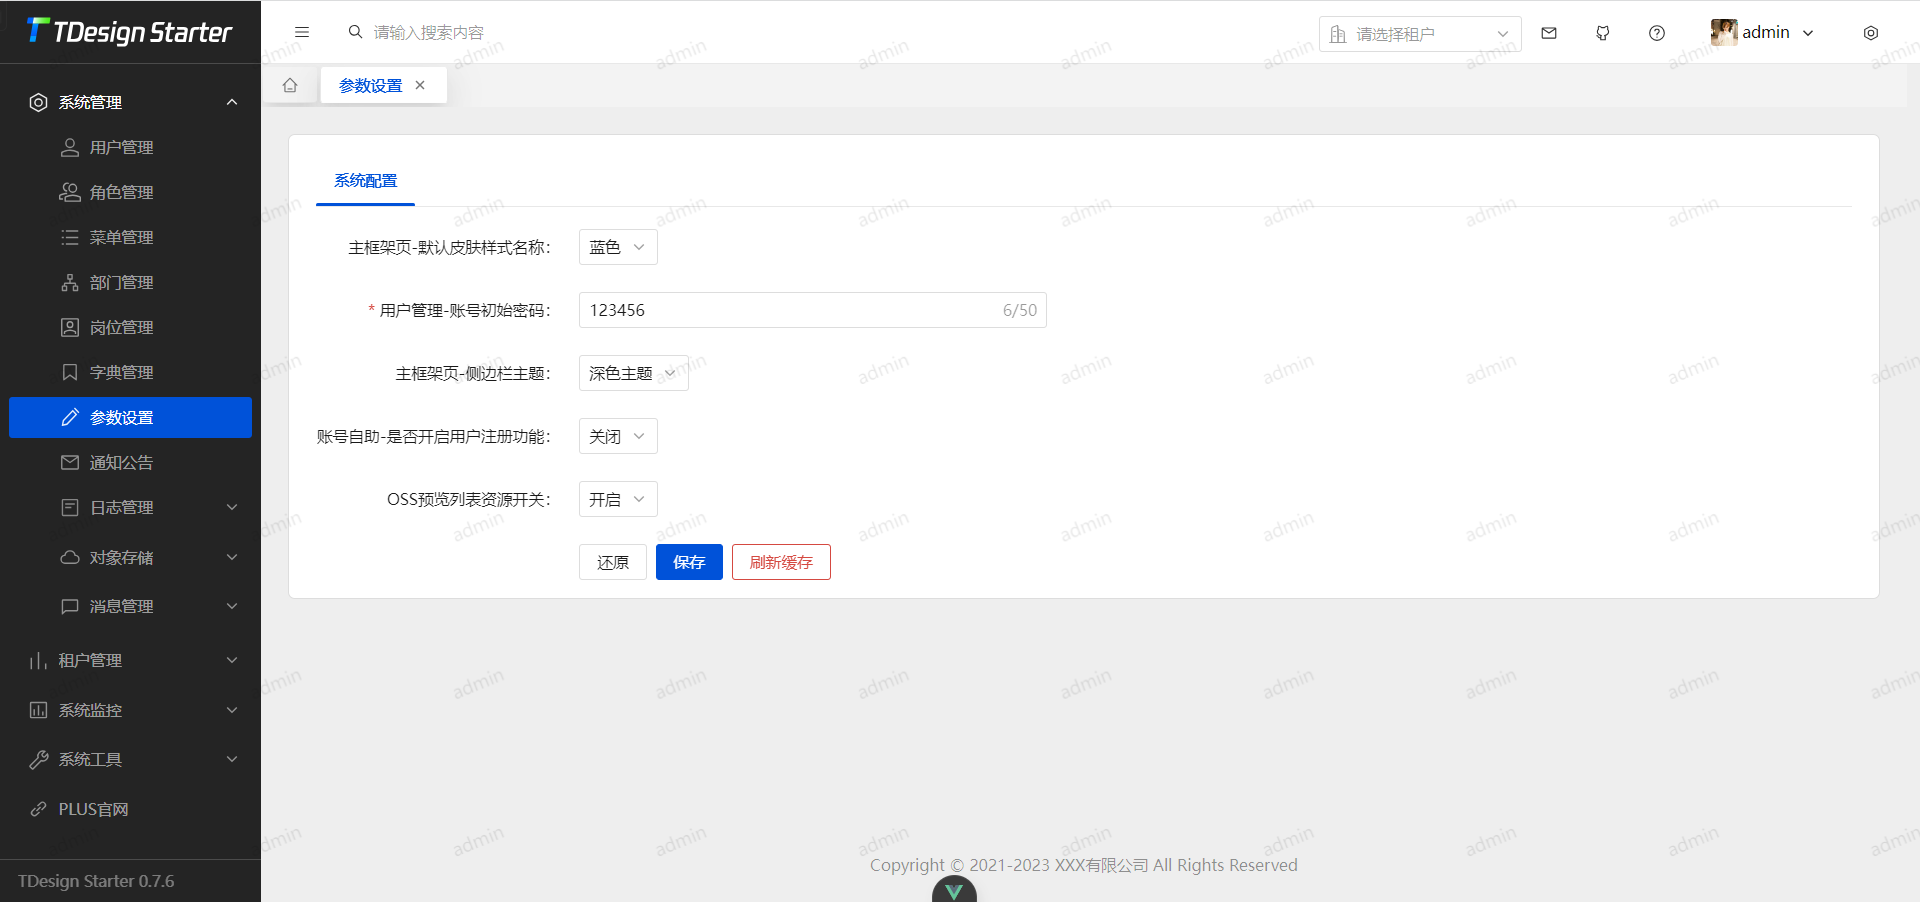 TDesign Starter
请输入搜索内容
请选择租户
admin
系统管理
用户管理
角色管理
菜单管理
部门管理
岗位管理
字典管理
参数设置
通知公告
日志管理
对象存储
消息管理
租户管理
系统监控
系统工具
PLUS官网
TDesign Starter 0.7.6
参数设置
系统配置
主框架页-默认皮肤样式名称： 蓝色
* 用户管理-账号初始密码： 123456 6/50
主框架页-侧边栏主题： 深色主题
账号自助-是否开启用户注册功能： 关闭
OSS预览列表资源开关： 开启
还原 保存 刷新缓存
Copyright © 2021-2023 XXX有限公司 All Rights Reserved
admin